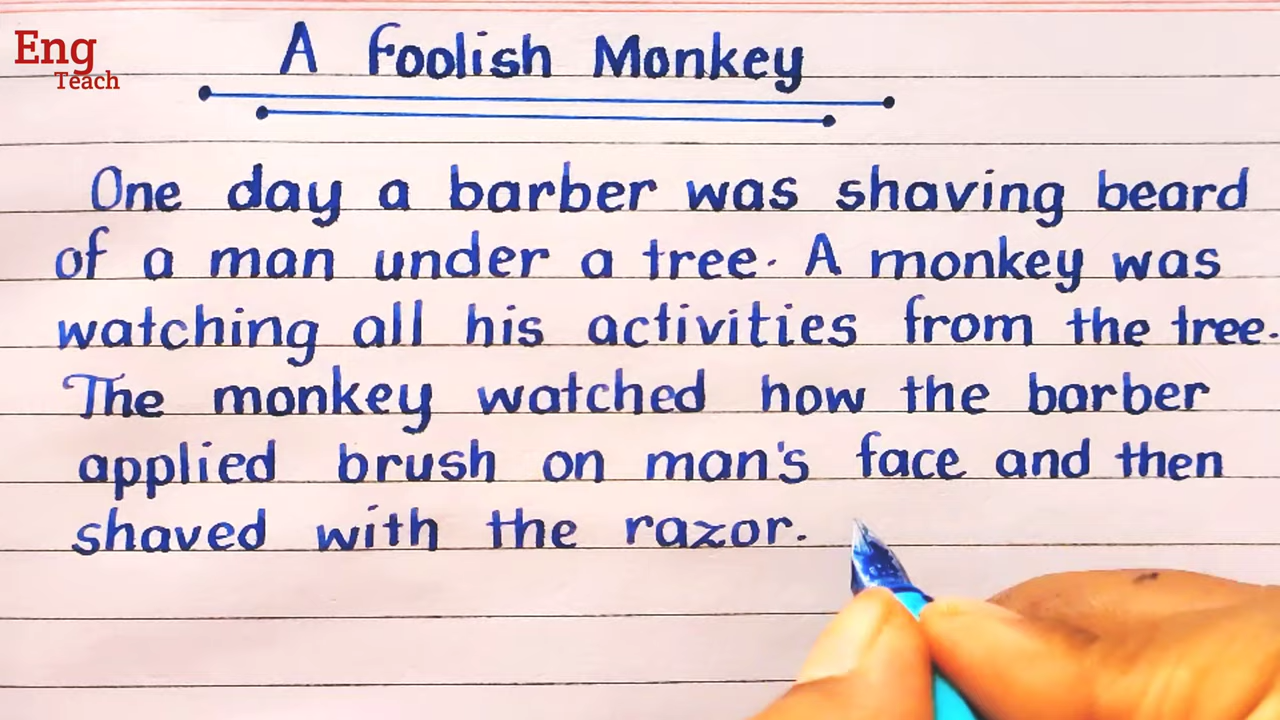 Eng
Teach
A Foolish Monkey
One day a barber was shaving beard
of a man under a tree. A monkey was
watching all his activities from the tree.
The monkey watched how the barber
applied brush on man's face and then
shaved with the razor.